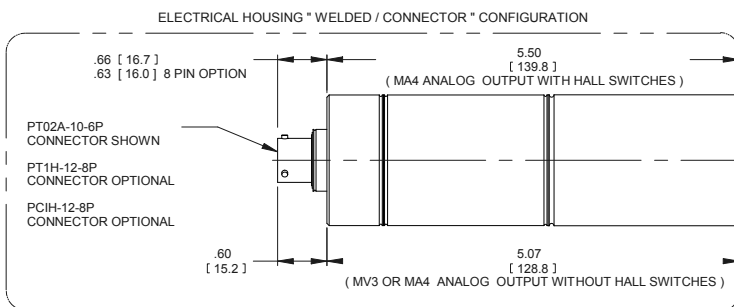 ELECTRICAL HOUSING " WELDED / CONNECTOR " CONFIGURATION
.66 [ 16.7 ]
.63 [ 16.0 ] 8 PIN OPTION
5.50
[ 139.8 ]
( MA4 ANALOG OUTPUT WITH HALL SWITCHES )
PT02A-10-6P
CONNECTOR SHOWN
PT1H-12-8P
CONNECTOR OPTIONAL
PCIH-12-8P
CONNECTOR OPTIONAL
.60
[ 15.2 ]
5.07
[ 128.8 ]
( MV3 OR MA4 ANALOG OUTPUT WITHOUT HALL SWITCHES )